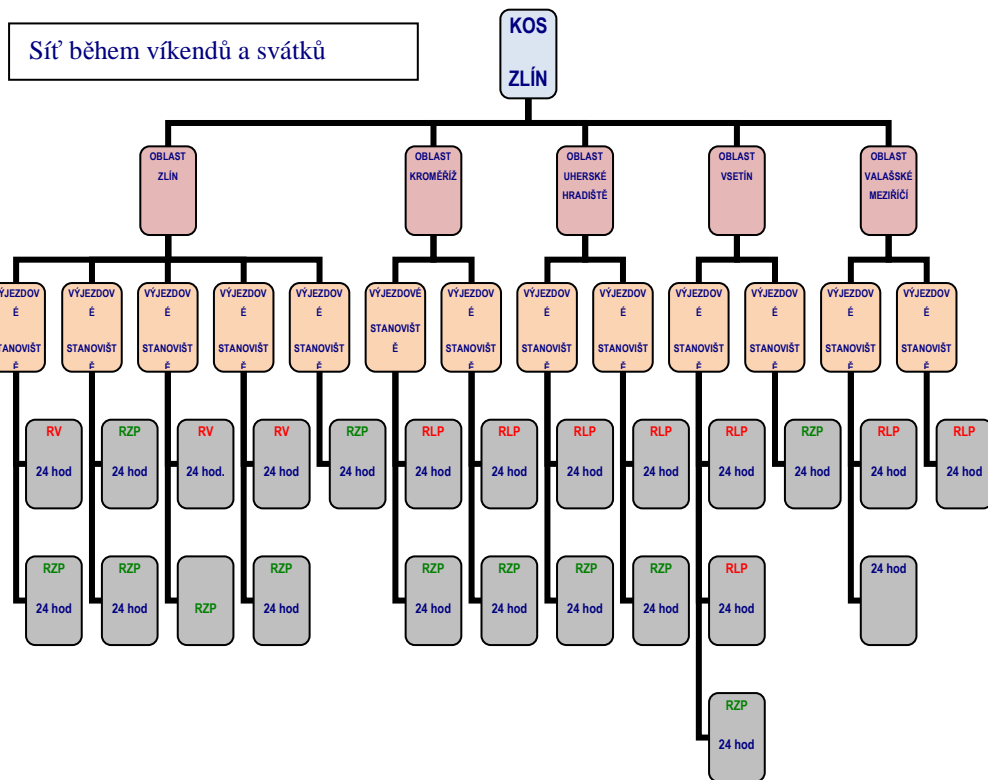 Síť během víkendů a svátků
KOS
ZLÍN
OBLAST
ZLÍN
OBLAST
KROMĚŘÍŽ
OBLAST
UHERSKÉ
HRADIŠTĚ
OBLAST
VSETÍN
OBLAST
VALAŠSKÉ
MEZIŘÍČÍ
VÝJEZDOV
É
STANOVIŠT
Ě
VÝJEZDOV
É
STANOVIŠT
Ě
VÝJEZDOV
É
STANOVIŠT
Ě
VÝJEZDOV
É
STANOVIŠT
Ě
VÝJEZDOV
É
STANOVIŠT
Ě
VÝJEZDOVÉ
STANOVIŠT
Ě
VÝJEZDOV
É
STANOVIŠT
Ě
VÝJEZDOV
É
STANOVIŠT
Ě
VÝJEZDOV
É
STANOVIŠT
Ě
VÝJEZDOV
É
STANOVIŠT
Ě
VÝJEZDOV
É
STANOVIŠT
Ě
VÝJEZDOV
É
STANOVIŠT
Ě
VÝJEZDOV
É
STANOVIŠT
Ě
RV
24 hod
RZP
24 hod
RV
24 hod.
RV
24 hod
RZP
24 hod
RLP
24 hod
RLP
24 hod
RLP
24 hod
RLP
24 hod
RLP
24 hod
RZP
24 hod
RLP
24 hod
RLP
24 hod
RZP
24 hod
RZP
24 hod
RZP
RZP
24 hod
RZP
24 hod
RZP
24 hod
RZP
24 hod
RZP
24 hod
RLP
24 hod
24 hod
RZP
24 hod